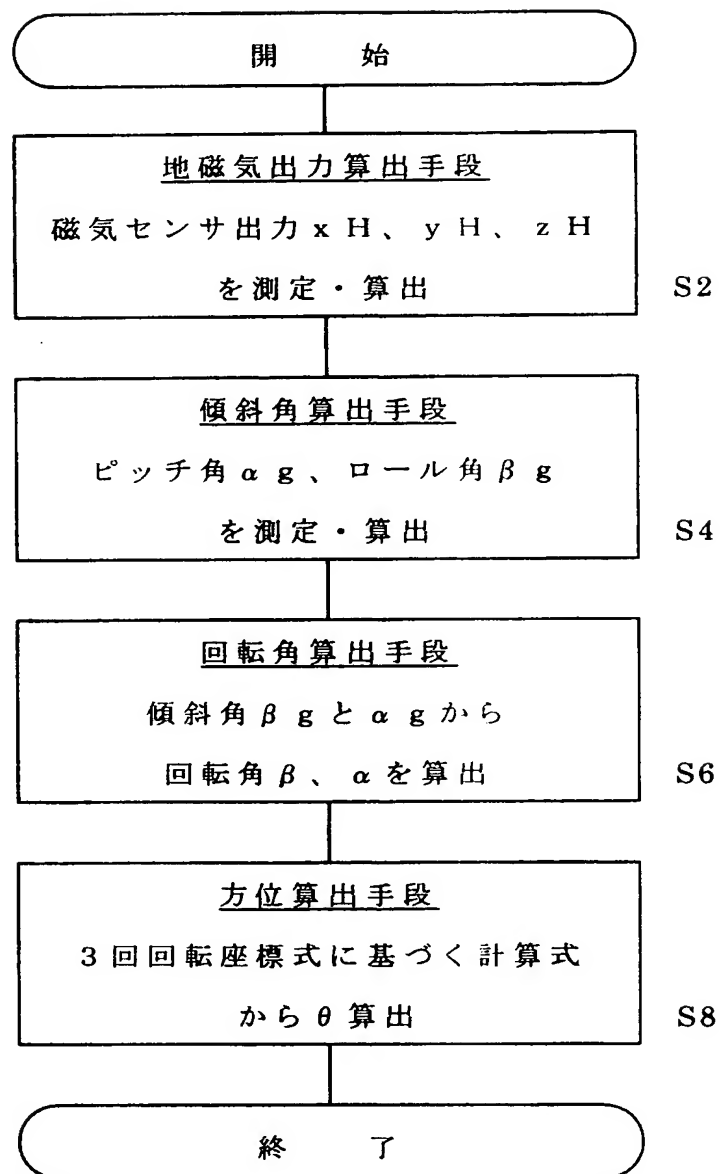 開 始
地磁気出力算出手段
磁気センサ出力xH、yH、zH
を測定・算出
S2
傾斜角算出手段
ピッチ角αg、ロール角βg
を測定・算出
S4
回転角算出手段
傾斜角βgとαgから
回転角β、αを算出
S6
方位算出手段
3回回転座標式に基づく計算式
からθ算出
S8
終 了